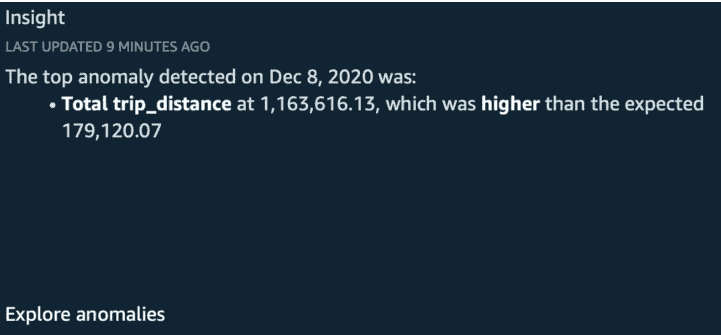 Insight
LAST UPDATED 9 MINUTES AGO
The top anomaly detected on Dec 8, 2020 was:
• Total trip_distance at 1,163,616.13, which was higher than the expected
179,120.07
Explore anomalies